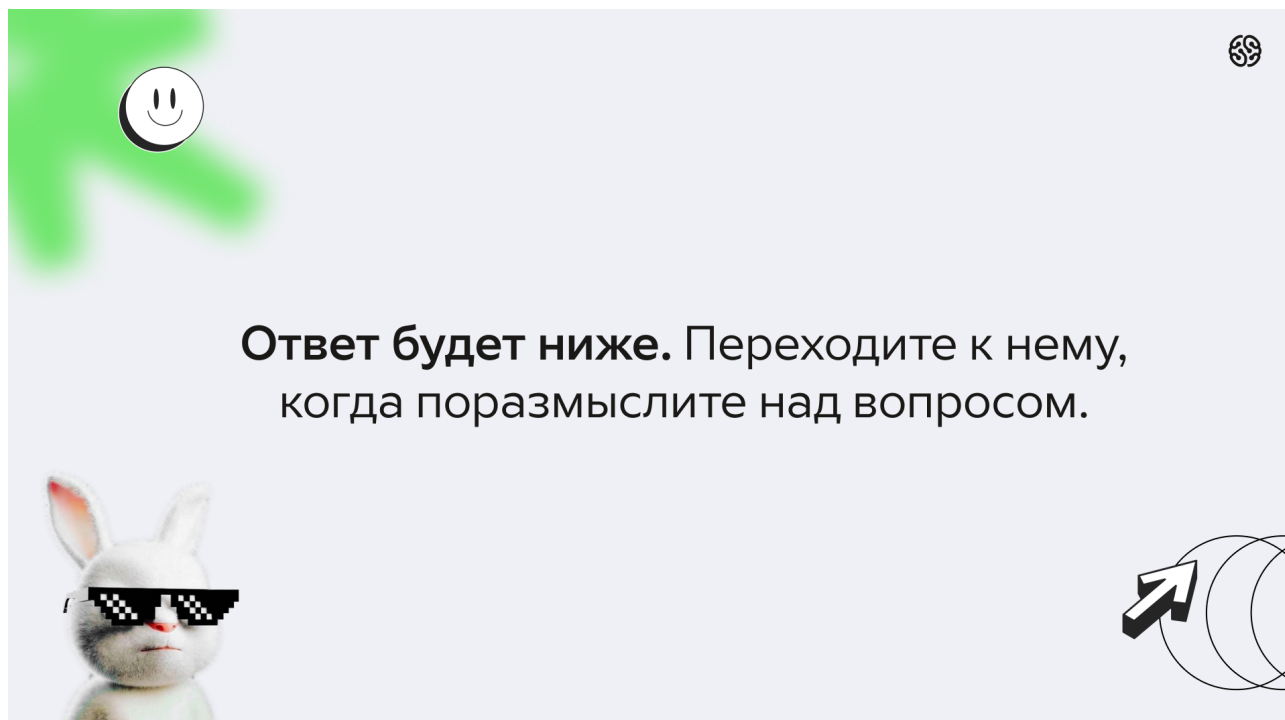 Ответ будет ниже. Переходите к нему,
когда поразмыслите над вопросом.